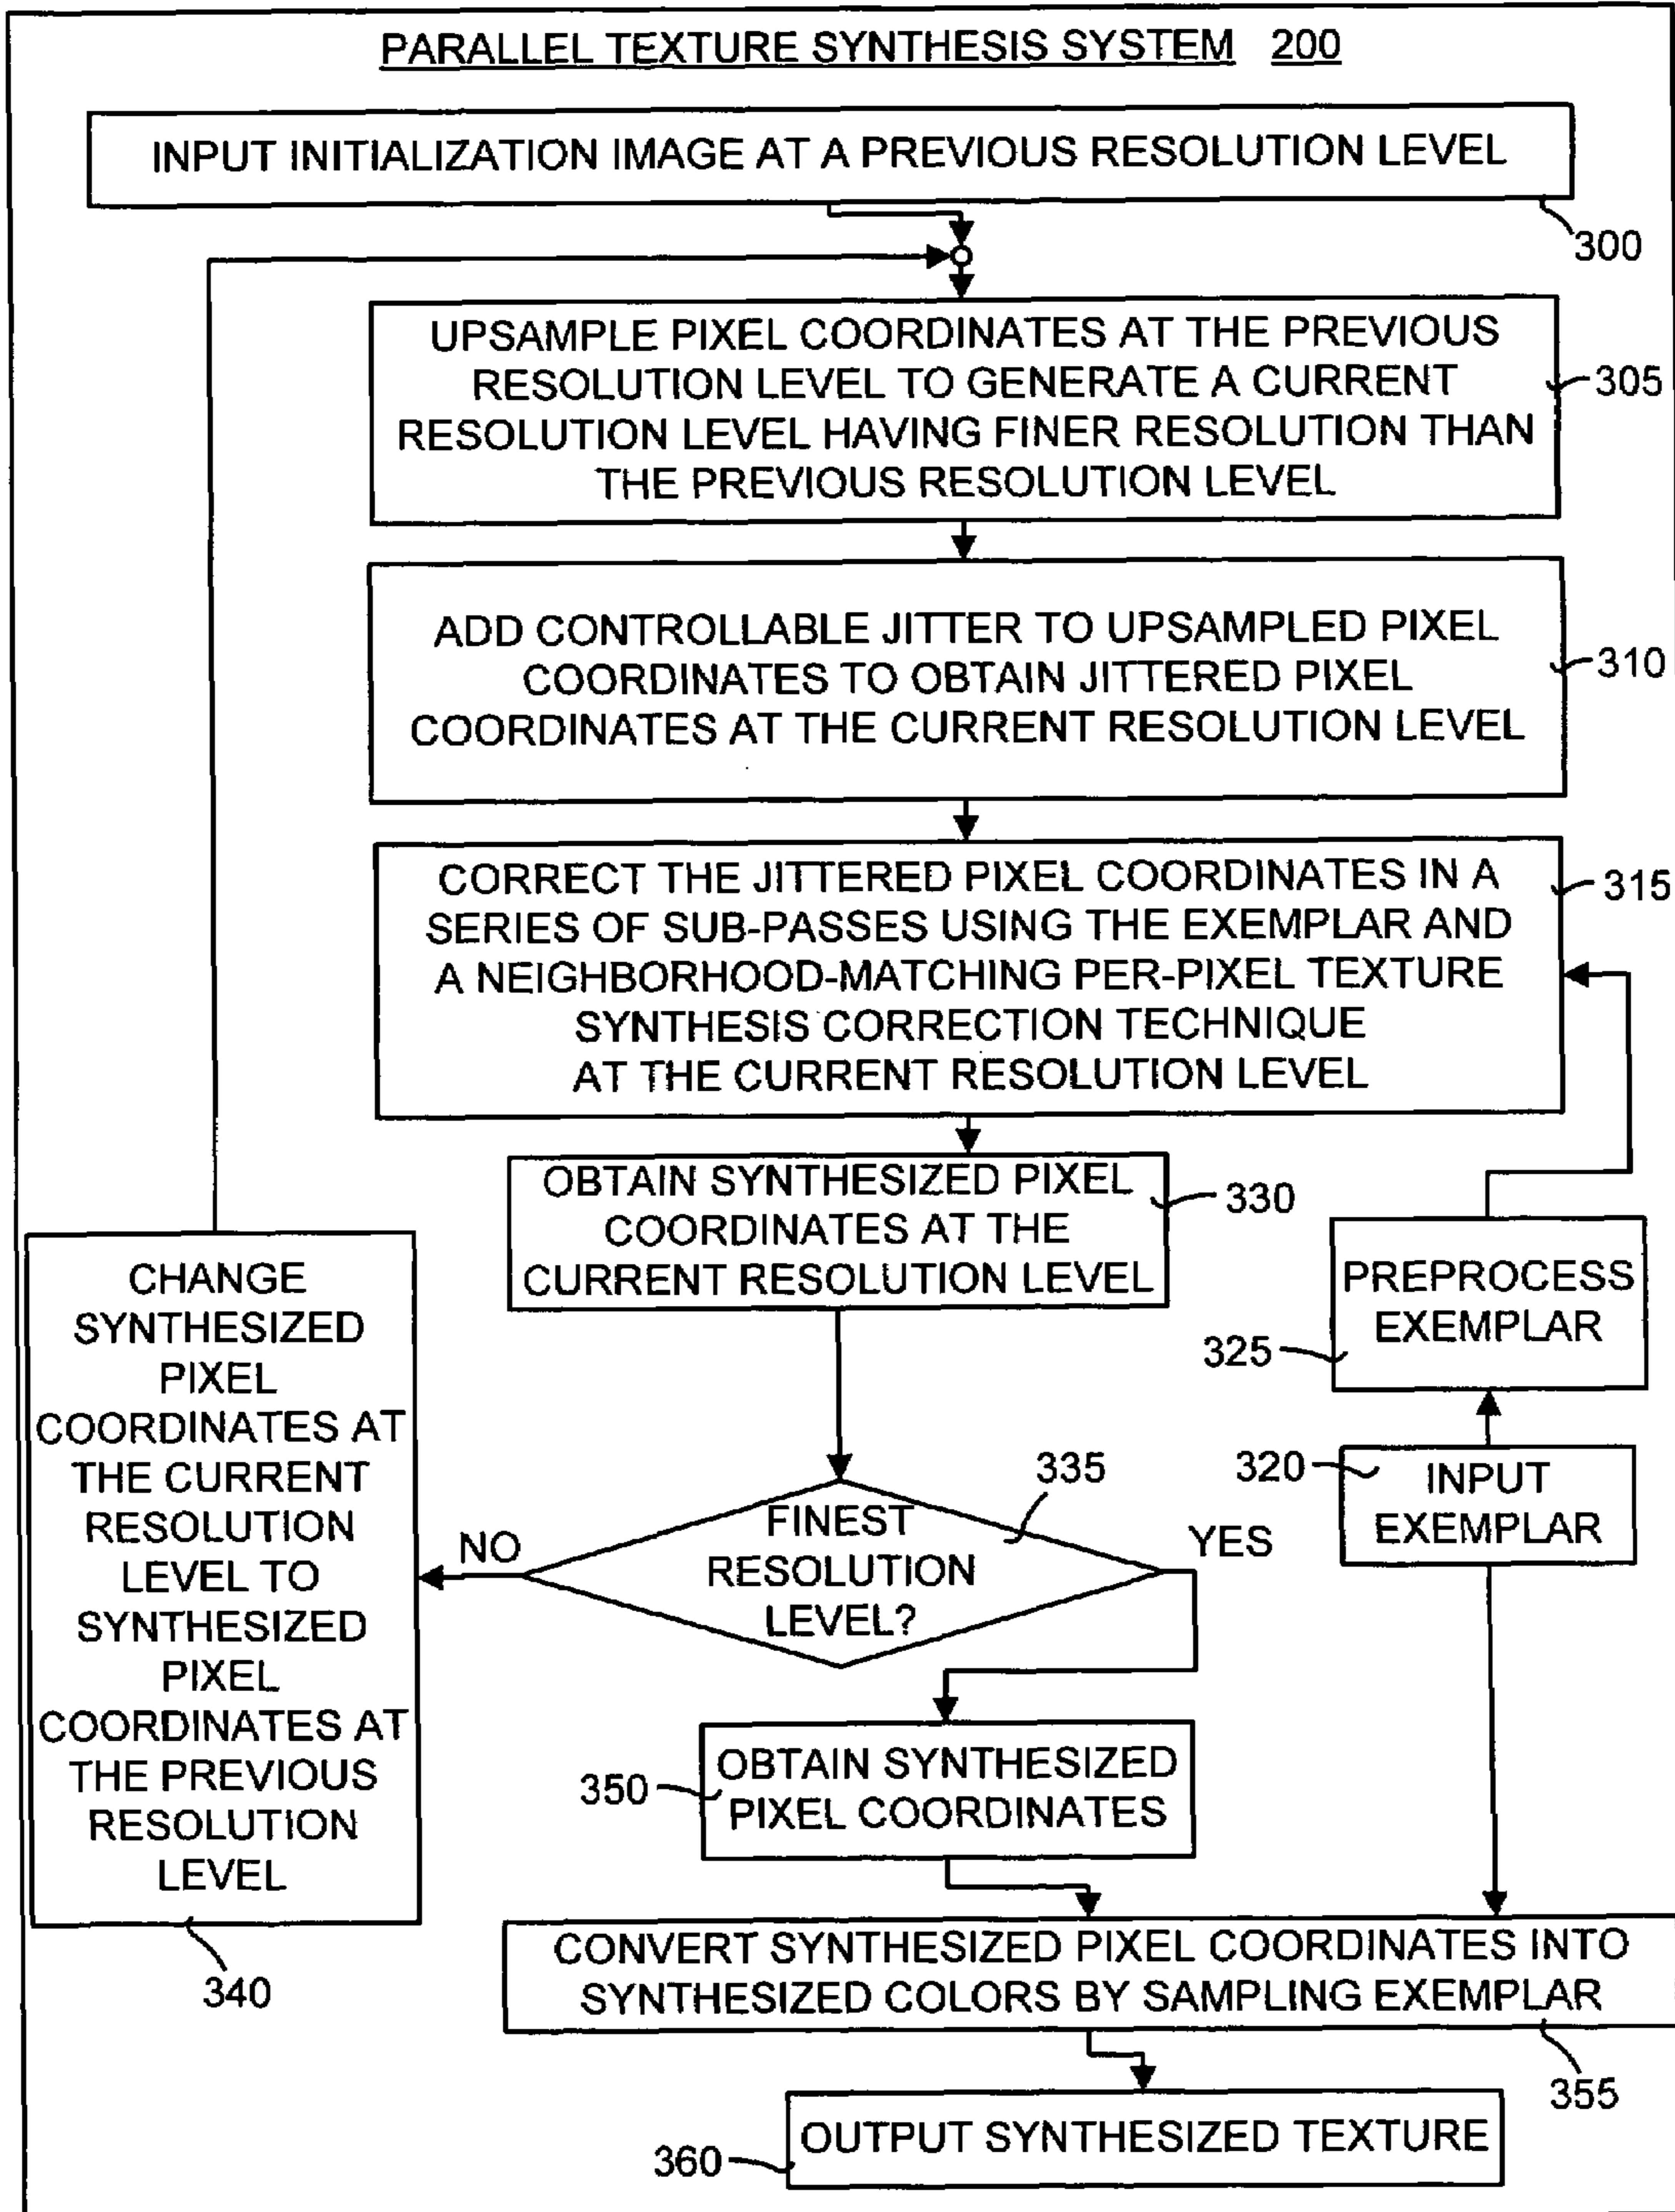 PARALLEL TEXTURE SYNTHESIS SYSTEM 200
INPUT INITIALIZATION IMAGE AT A PREVIOUS RESOLUTION LEVEL
300
UPSAMPLE PIXEL COORDINATES AT THE PREVIOUS
RESOLUTION LEVEL TO GENERATE A CURRENT
RESOLUTION LEVEL HAVING FINER RESOLUTION THAN
THE PREVIOUS RESOLUTION LEVEL
305
ADD CONTROLLABLE JITTER TO UPSAMPLED PIXEL
COORDINATES TO OBTAIN JITTERED PIXEL
COORDINATES AT THE CURRENT RESOLUTION LEVEL
310
CORRECT THE JITTERED PIXEL COORDINATES IN A
SERIES OF SUB-PASSES USING THE EXEMPLAR AND
A NEIGHBORHOOD-MATCHING PER-PIXEL TEXTURE
SYNTHESIS CORRECTION TECHNIQUE
AT THE CURRENT RESOLUTION LEVEL
315
OBTAIN SYNTHESIZED PIXEL
COORDINATES AT THE
CURRENT RESOLUTION LEVEL
330
PREPROCESS
EXEMPLAR
325
INPUT
EXEMPLAR
320
FINEST
RESOLUTION
LEVEL?
335
NO
YES
CHANGE
SYNTHESIZED
PIXEL
COORDINATES AT
THE CURRENT
RESOLUTION
LEVEL TO
SYNTHESIZED
PIXEL
COORDINATES AT
THE PREVIOUS
RESOLUTION
LEVEL
340
OBTAIN SYNTHESIZED
PIXEL COORDINATES
350
CONVERT SYNTHESIZED PIXEL COORDINATES INTO
SYNTHESIZED COLORS BY SAMPLING EXEMPLAR
355
OUTPUT SYNTHESIZED TEXTURE
360